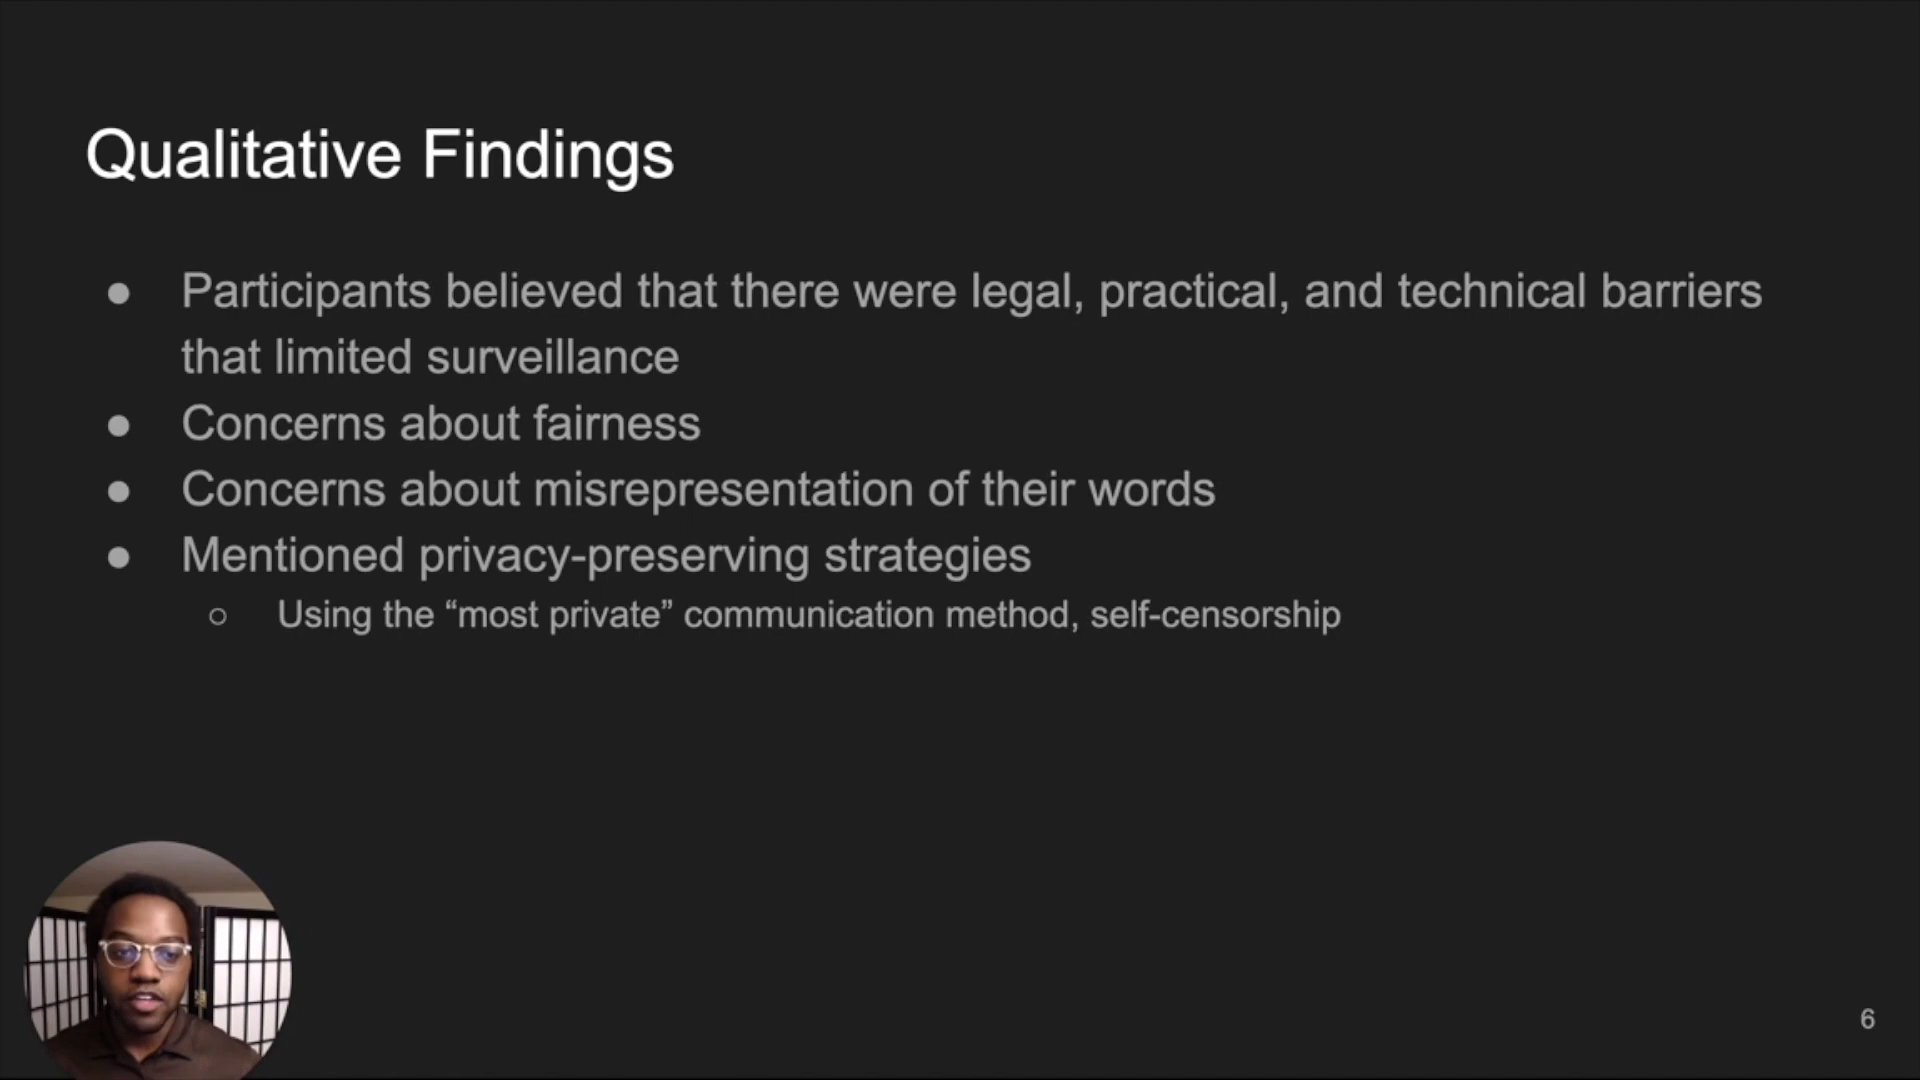 Qualitative Findings
● Participants believed that there were legal, practical, and technical barriers
that limited surveillance
● Concerns about fairness
● Concerns about misrepresentation of their words
● Mentioned privacy-preserving strategies
○ Using the “most private” communication method, self-censorship
6